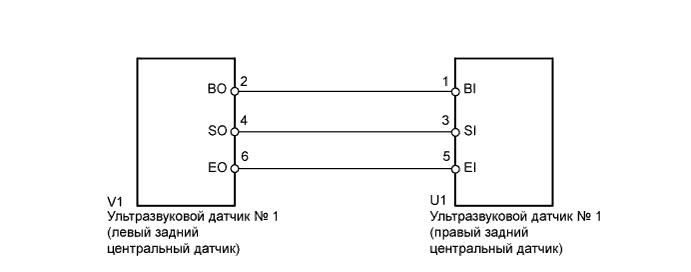 BO 2 1 BI
SO 4 3 SI
EO 6 5 EI
V1
Ультразвуковой датчик № 1
(левый задний
центральный датчик)
U1
Ультразвуковой датчик № 1
(правый задний
центральный датчик)